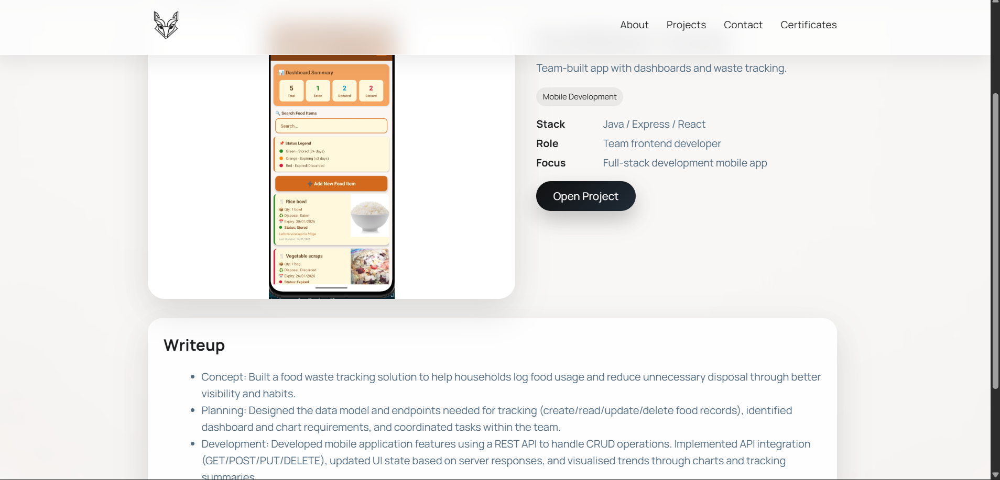 About Projects Contact Certificates
📊 Dashboard Summary
5 1 2 2
Total Eaten Donated Discard
🔍 Search Food Items
Search...
📌 Status Legend
Green - Stored (3+ days)
Orange - Expiring (≤3 days)
Red - Expired/Discarded
➕ Add New Food Item
🍴 Rice bowl
📦 Qty: 1 bowl
♻️ Disposal: Eaten
📅 Expiry: 30/01/2026
Status: Stored
Leftover rice kept in fridge
Last Updated: 24/01/2026
🍴 Vegetable scraps
📦 Qty: 1 bag
♻️ Disposal: Discarded
📅 Expiry: 26/01/2026
Status: Expired
Team-built app with dashboards and waste tracking.
Mobile Development
Stack Java / Express / React
Role Team frontend developer
Focus Full-stack development mobile app
Open Project
Writeup
• Concept: Built a food waste tracking solution to help households log food usage and reduce unnecessary disposal through better
visibility and habits.
• Planning: Designed the data model and endpoints needed for tracking (create/read/update/delete food records), identified
dashboard and chart requirements, and coordinated tasks within the team.
• Development: Developed mobile application features using a REST API to handle CRUD operations. Implemented API integration
(GET/POST/PUT/DELETE), updated UI state based on server responses, and visualised trends through charts and tracking
summaries.